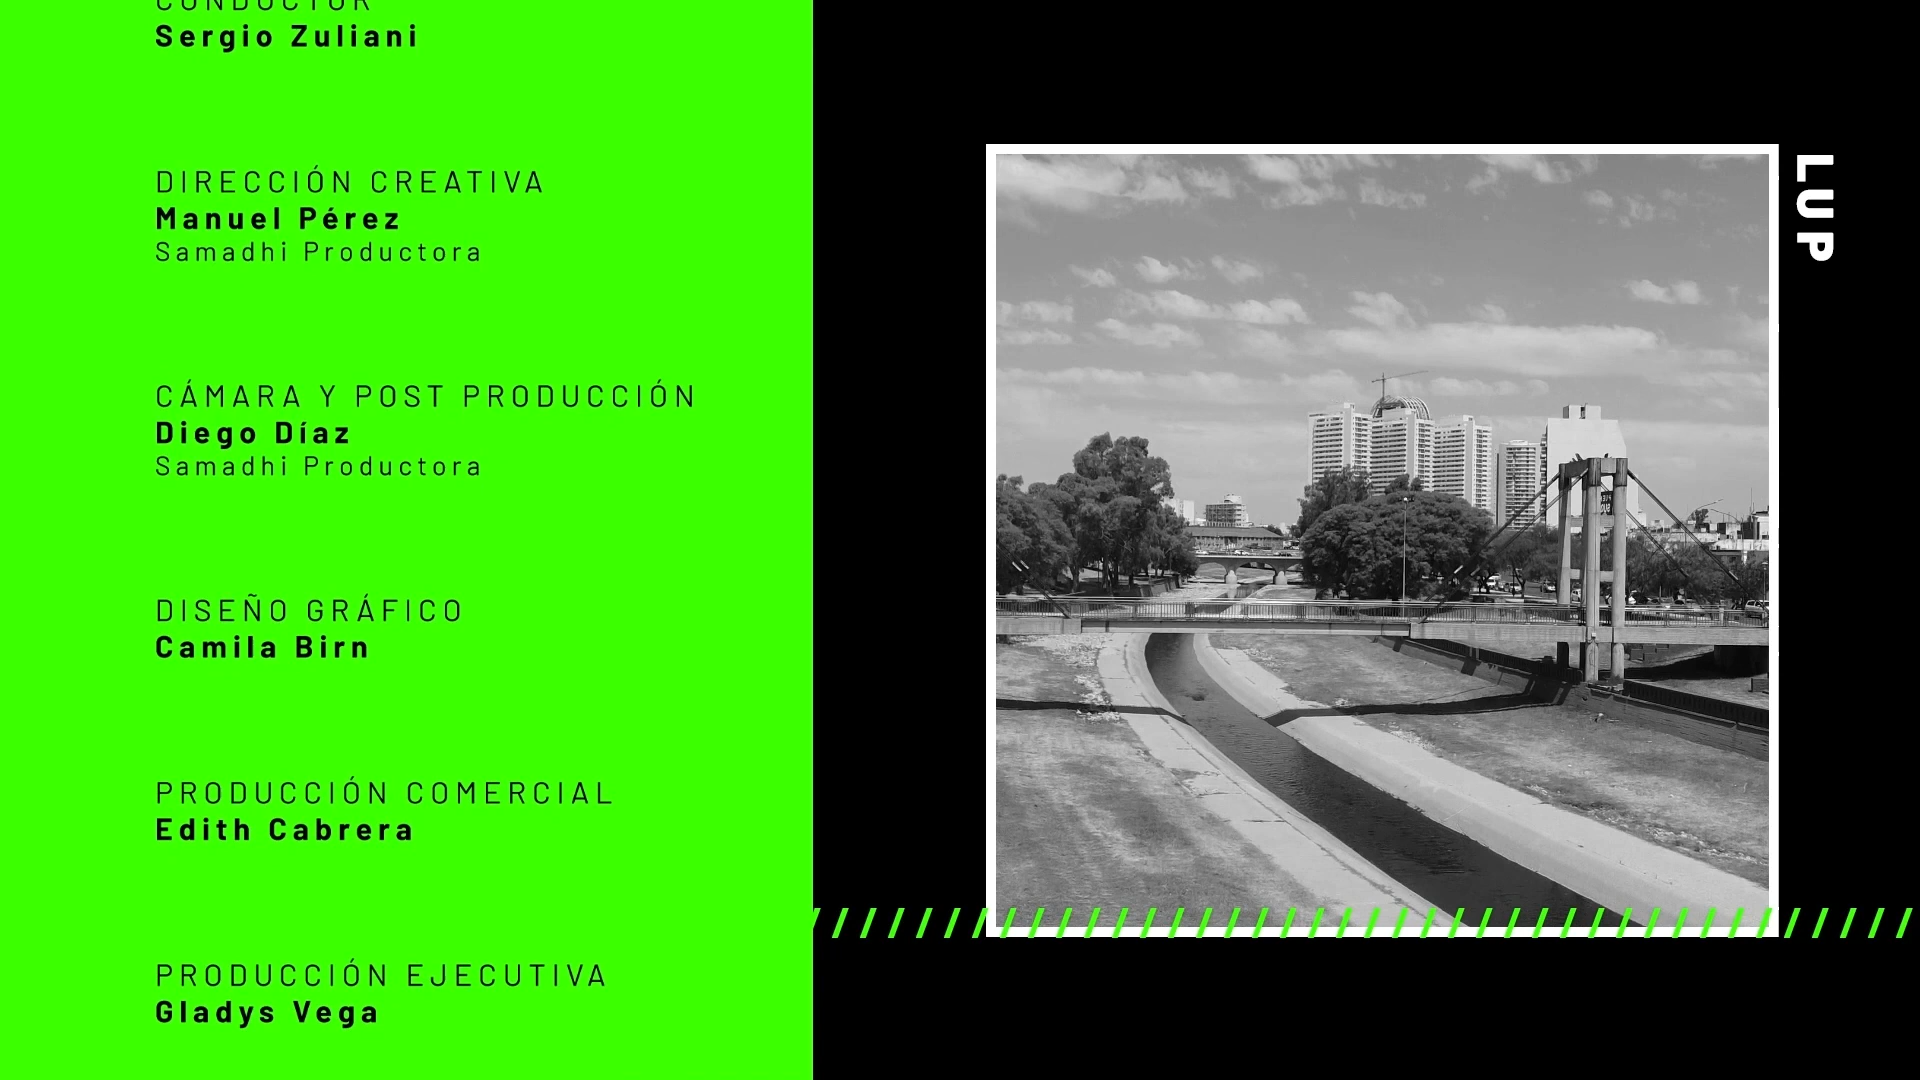 CONDUCTOR
Sergio Zuliani
DIRECCIÓN CREATIVA
Manuel Pérez
Samadhi Productora
CÁMARA Y POST PRODUCCIÓN
Diego Díaz
Samadhi Productora
DISEÑO GRÁFICO
Camila Birn
PRODUCCIÓN COMERCIAL
Edith Cabrera
PRODUCCIÓN EJECUTIVA
Gladys Vega
LUP